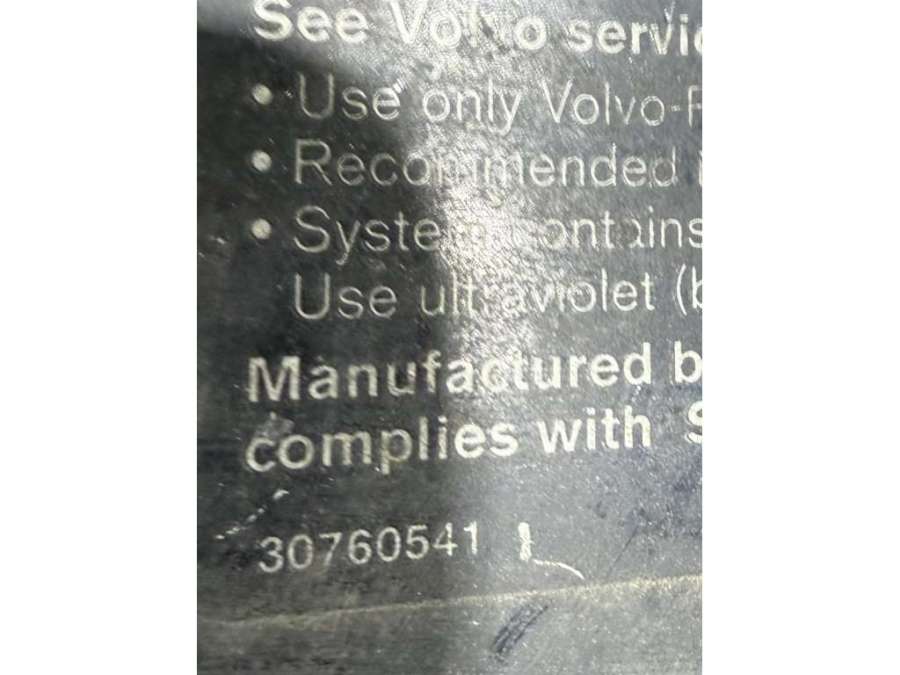 See Volvo servic
• Use only Volvo-R
• Recommended
• System contains
Use ultraviolet (b
Manufactured b
complies with S
30760541